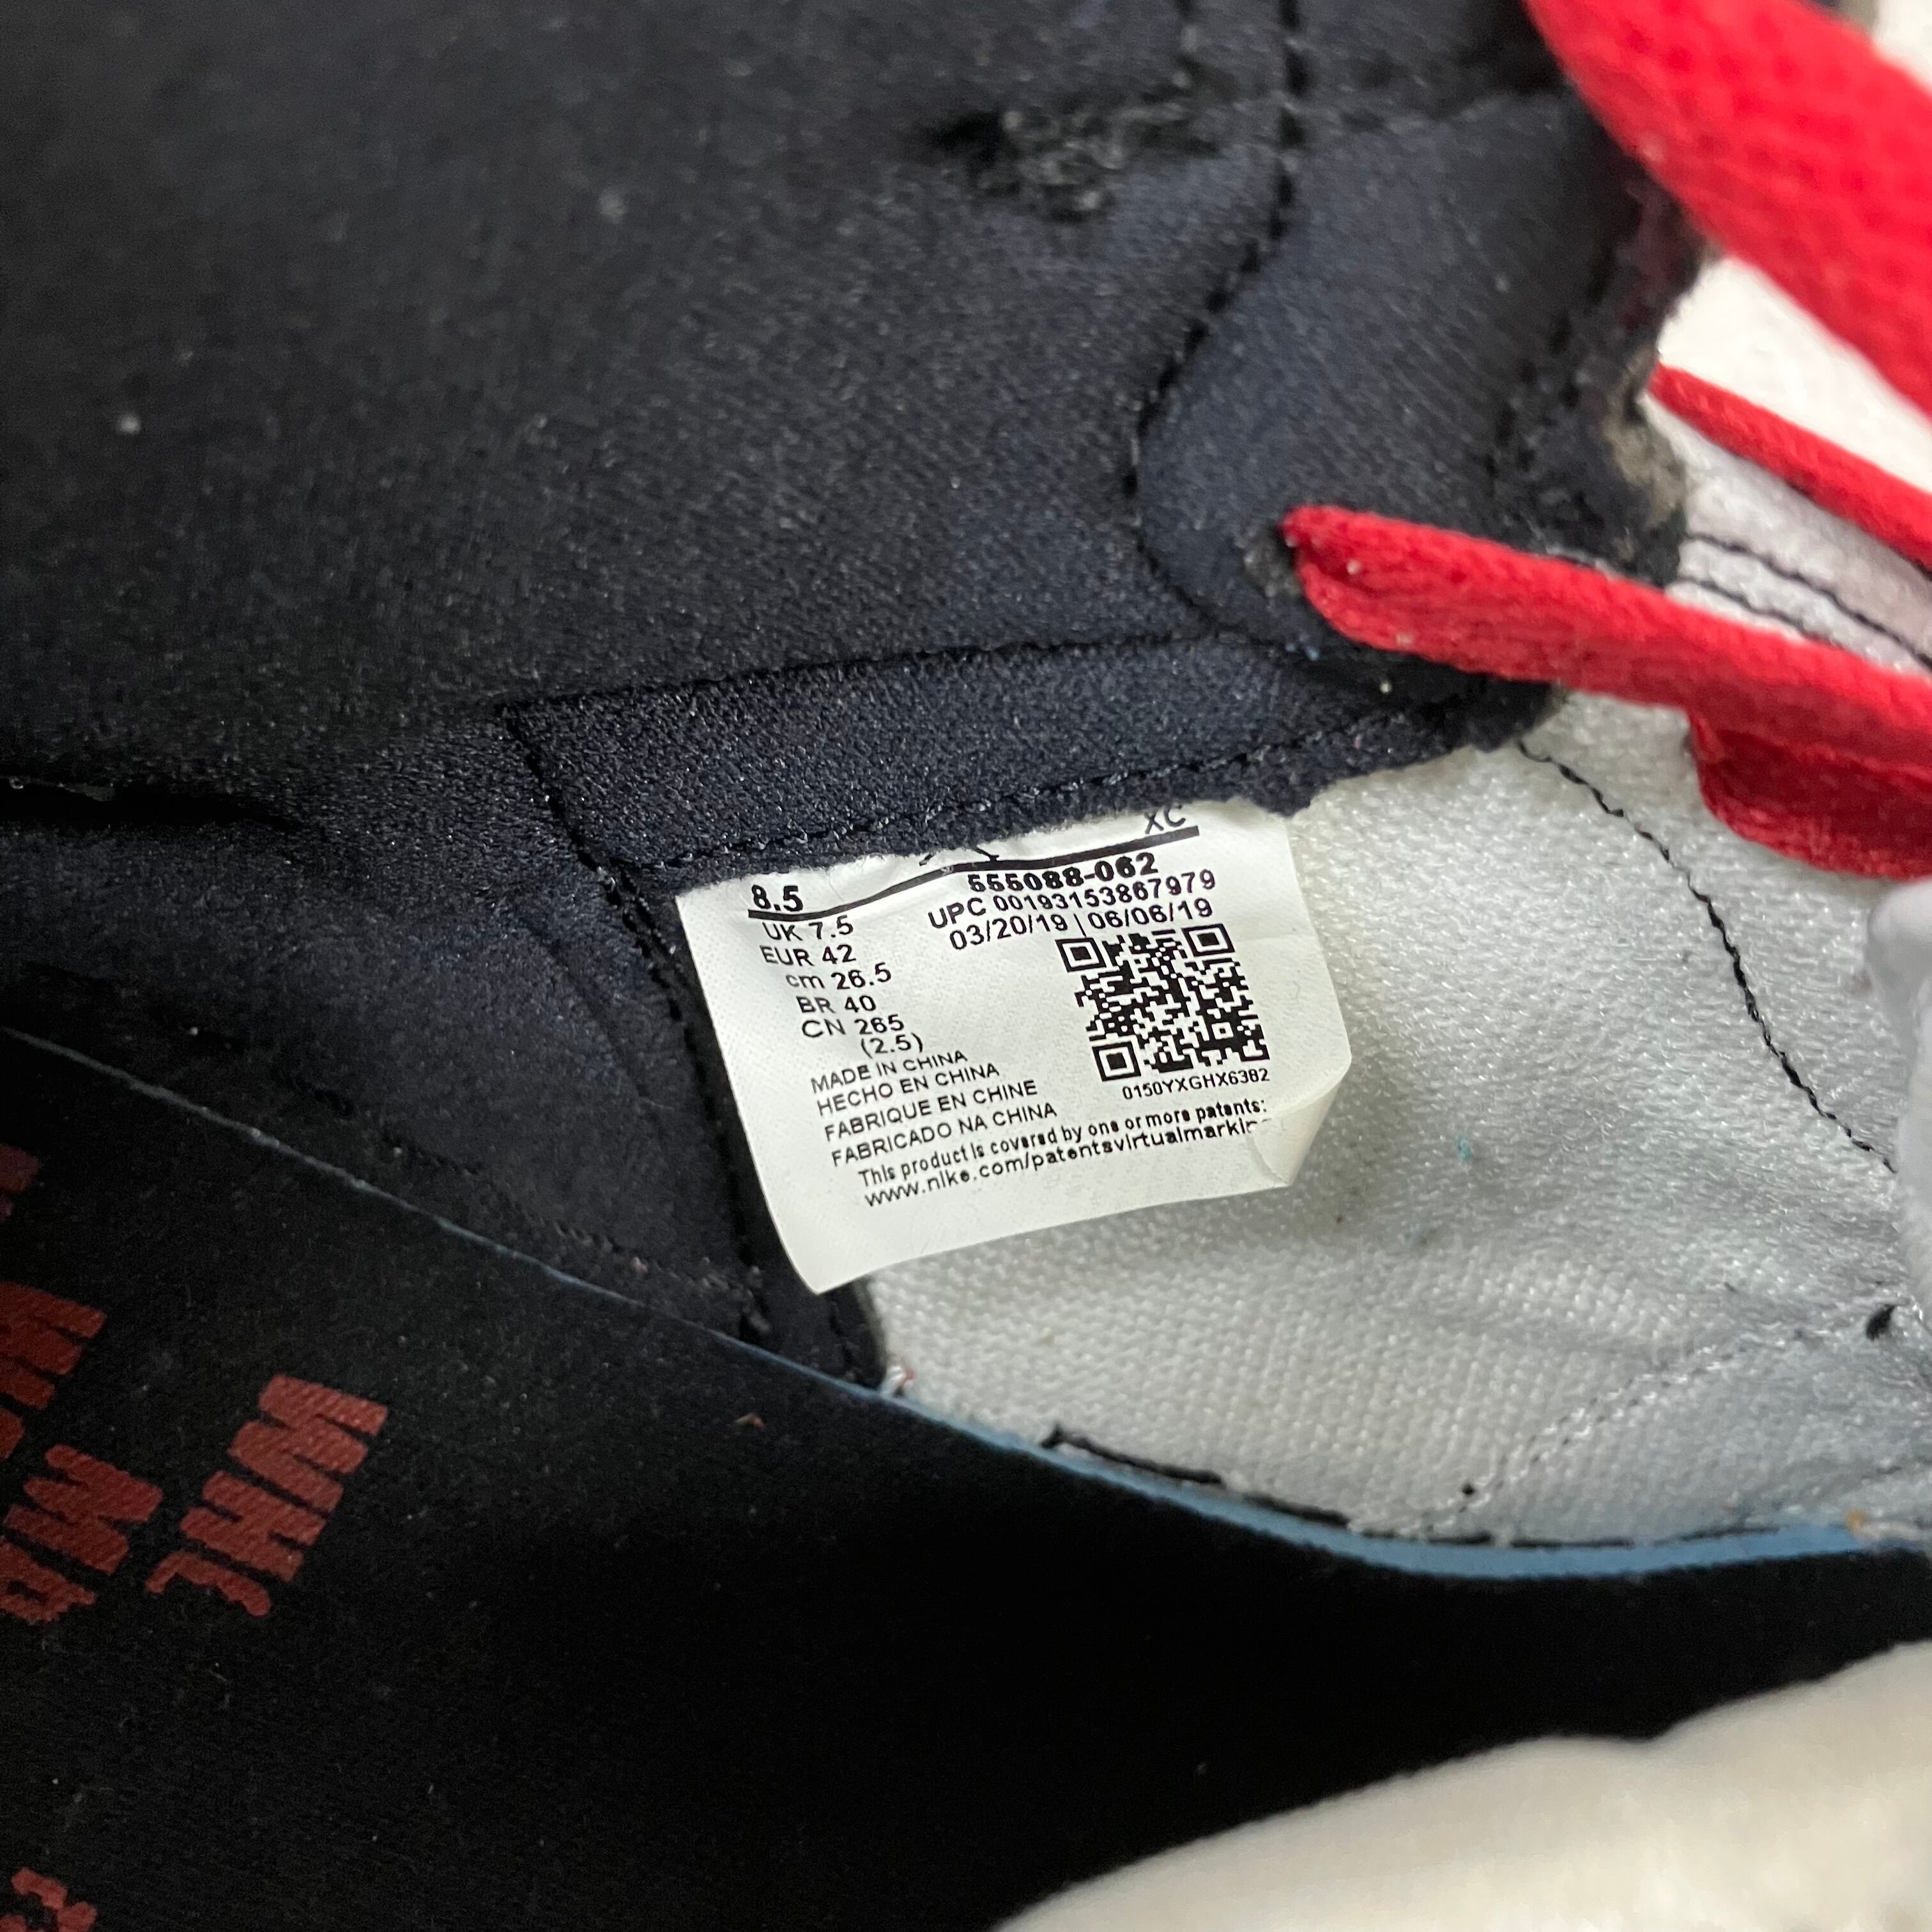 XC
8.5
555088-062
UK 7.5
UPC 00193153867979
EUR 42
03/20/19 | 06/06/19
cm 26.5
BR 40
CN 265
(2.5)
MADE IN CHINA
HECHO EN CHINA
FABRIQUE EN CHINE
FABRICADO NA CHINA
0150YXGHX6382
This product is covered by one or more patents:
www.nike.com/patentsvirtualmarkin